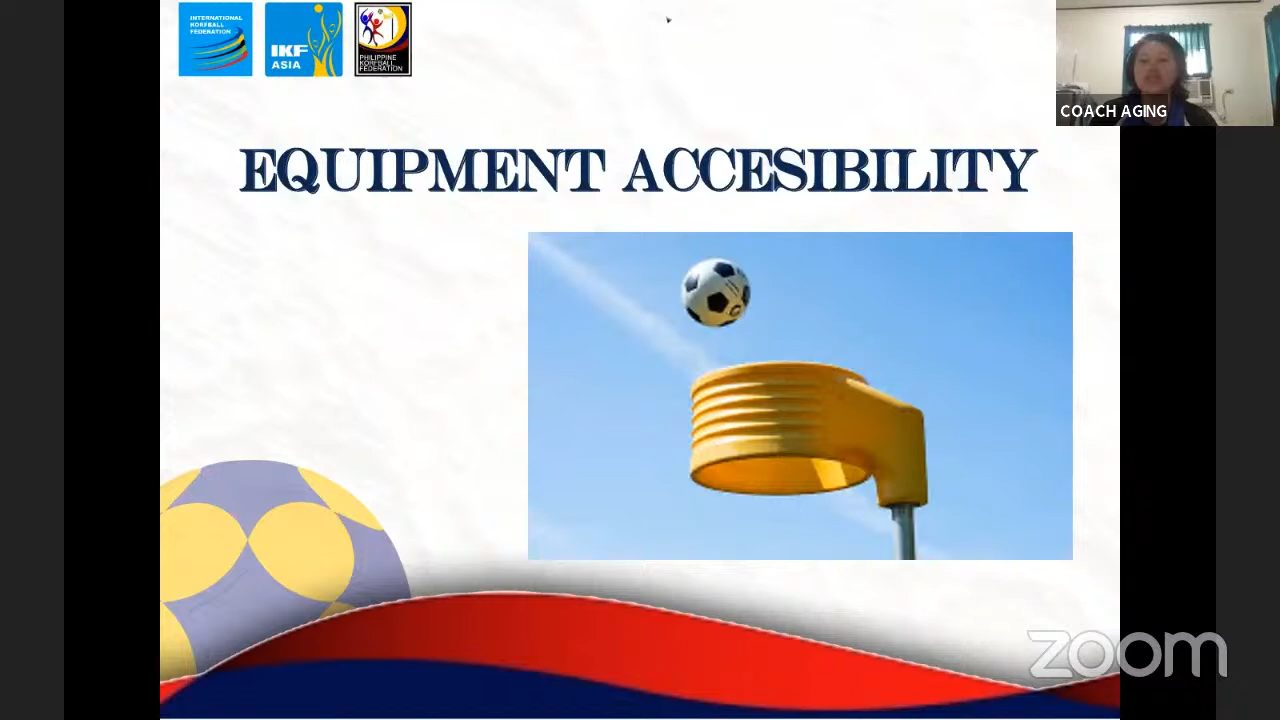 INTERNATIONAL
KORFBALL
FEDERATION
IKF
ASIA
PHILIPPINE
KORFBALL
FEDERATION
COACH AGING
EQUIPMENT ACCESIBILITY
zoom